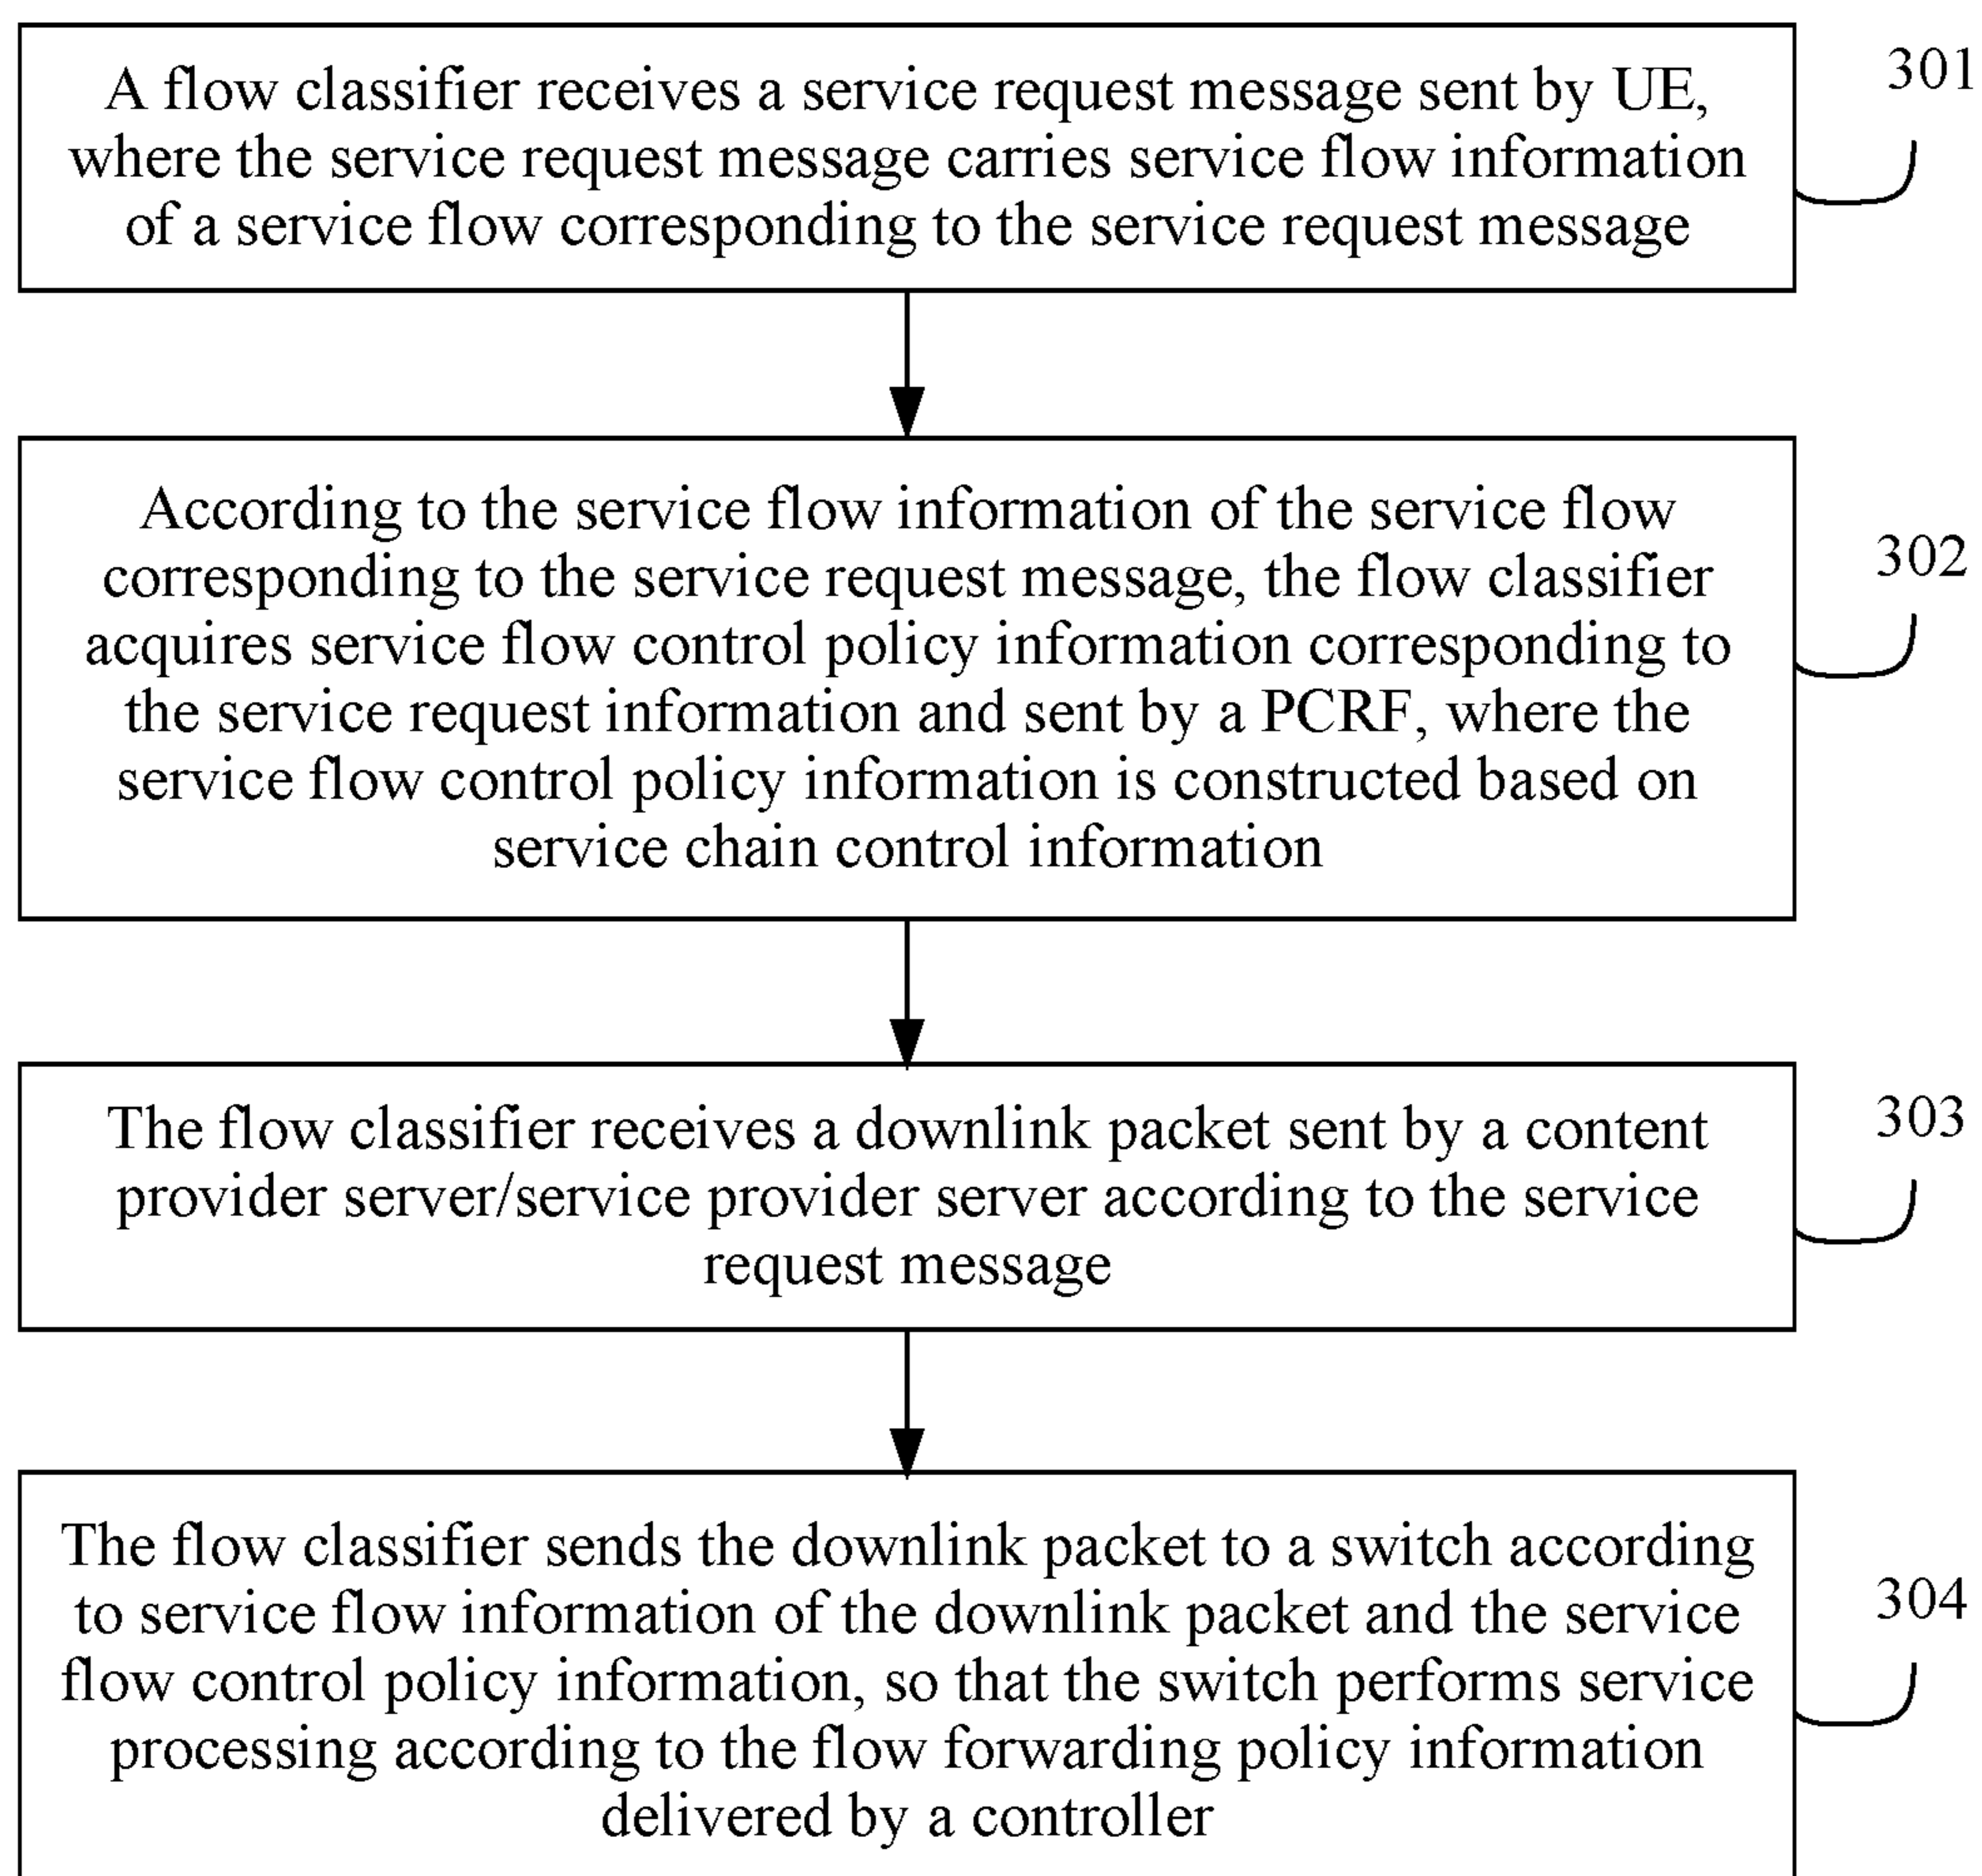 A flow classifier receives a service request message sent by UE,
where the service request message carries service flow information
of a service flow corresponding to the service request message
301
According to the service flow information of the service flow
corresponding to the service request message, the flow classifier
acquires service flow control policy information corresponding to
the service request information and sent by a PCRF, where the
service flow control policy information is constructed based on
service chain control information
302
The flow classifier receives a downlink packet sent by a content
provider server/service provider server according to the service
request message
303
The flow classifier sends the downlink packet to a switch according
to service flow information of the downlink packet and the service
flow control policy information, so that the switch performs service
processing according to the flow forwarding policy information
delivered by a controller
304